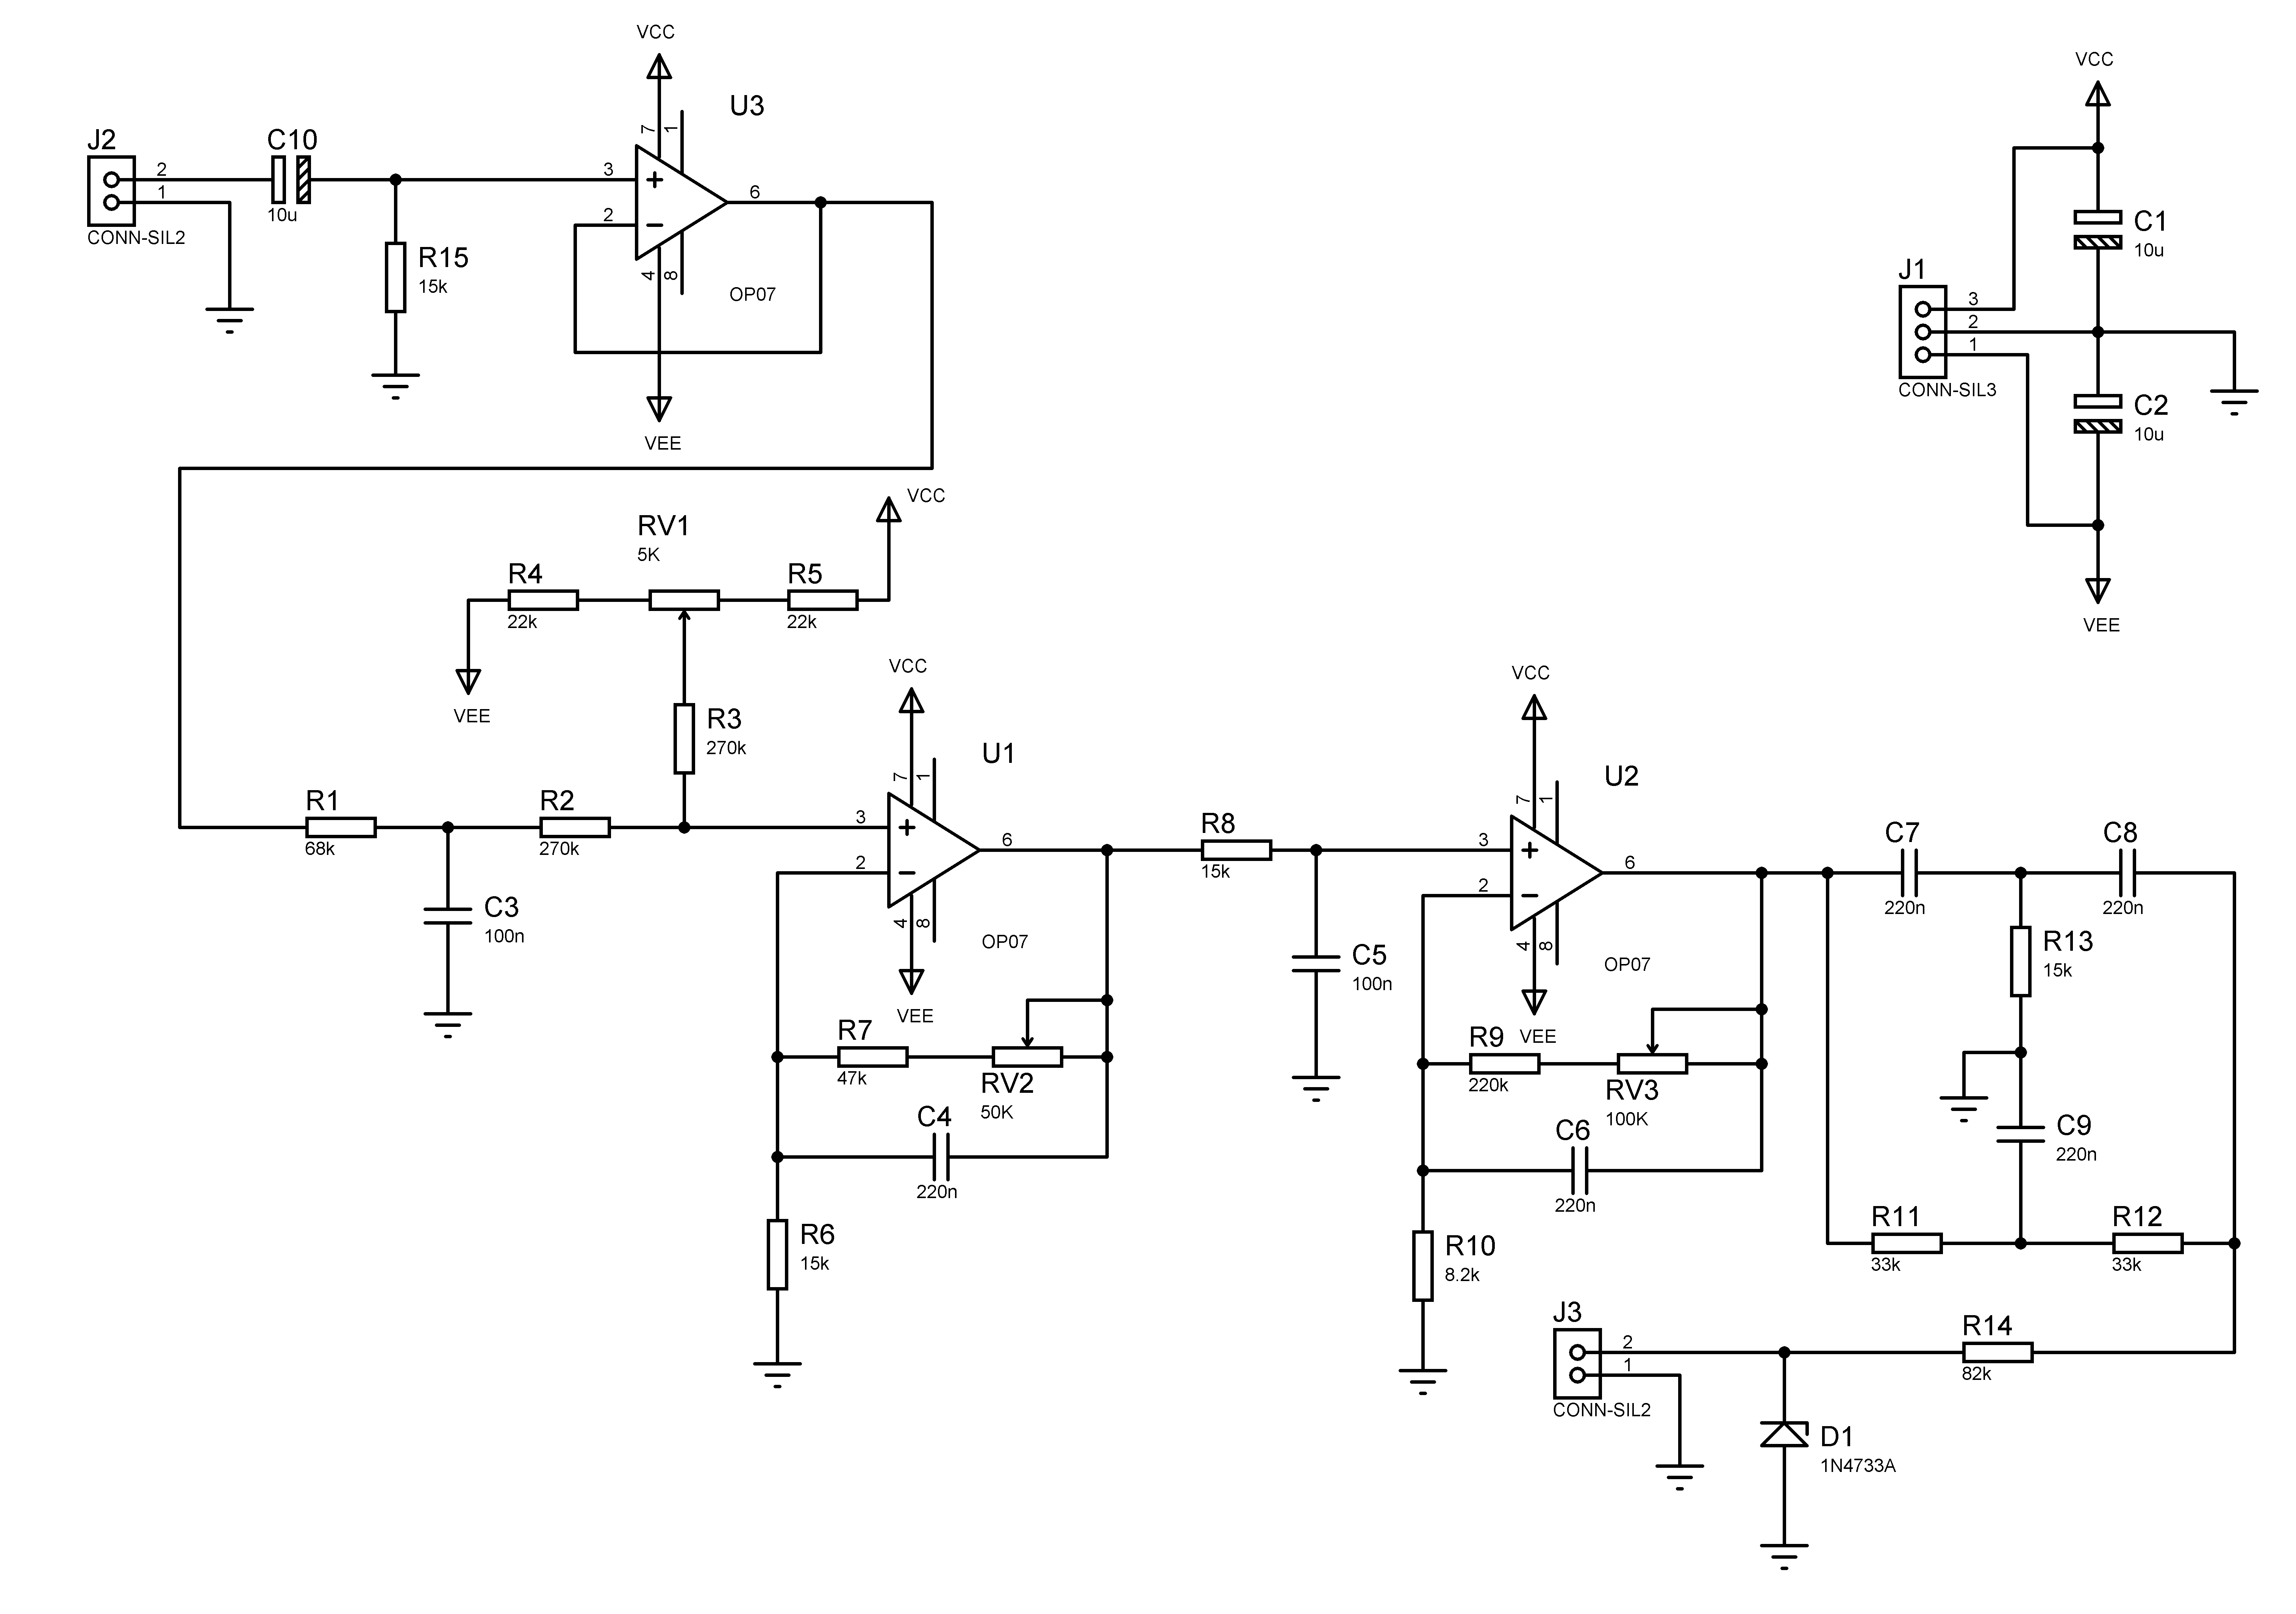 VCC
U3
7
1
J2
C10
2
1
3
2
6
10u
CONN-SIL2
R15
15k
4
8
OP07
VEE
VCC
C1
10u
J1
3
2
1
CONN-SIL3
C2
10u
VEE
VCC
RV1
5K
R4
22k
R5
22k
VEE
R3
270k
VCC
U1
7
1
R1
68k
R2
270k
3
2
6
4
8
OP07
VEE
C3
100n
R7
47k
RV2
50K
C4
220n
R6
15k
R8
15k
C5
100n
VCC
U2
7
1
3
2
6
4
8
OP07
VEE
R9
220k
RV3
100K
C6
220n
R10
8.2k
C7
220n
C8
220n
R13
15k
C9
220n
R11
33k
R12
33k
J3
2
1
CONN-SIL2
R14
82k
D1
1N4733A